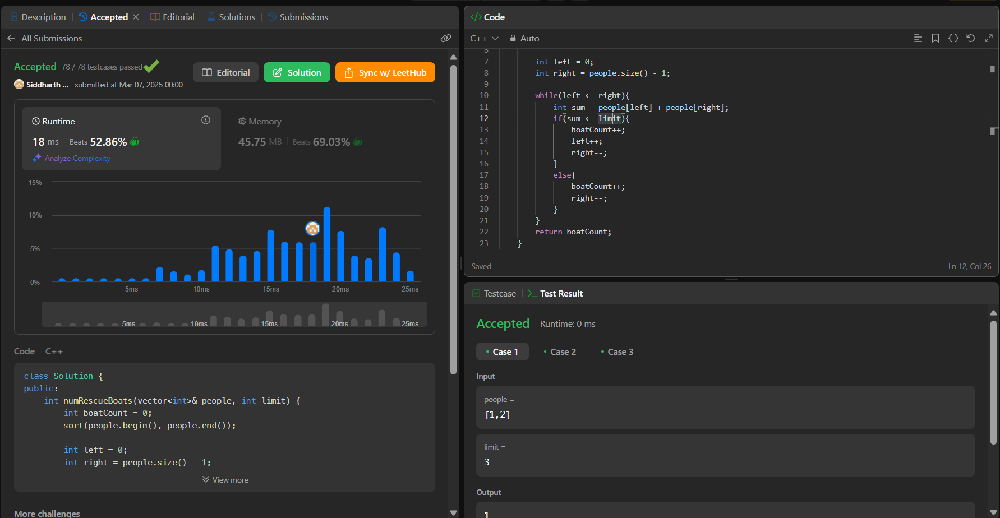 Description
Accepted
Editorial
Solutions
Submissions
All Submissions
Accepted 78 / 78 testcases passed
Siddharth ... submitted at Mar 07, 2025 00:00
Editorial
Solution
Sync w/ LeetHub
Runtime
18 ms Beats 52.86%
Analyze Complexity
Memory
45.75 MB Beats 69.03%
15%
10%
5%
0%
5ms 10ms 15ms 20ms 25ms
5ms 10ms 15ms 20ms 25ms
Code C++
class Solution {
public:
    int numRescueBoats(vector<int>& people, int limit) {
        int boatCount = 0;
        sort(people.begin(), people.end());
        int left = 0;
        int right = people.size() - 1;
View more
More challenges
</> Code
C++ Auto
6
7 int left = 0;
8 int right = people.size() - 1;
9
10 while(left <= right){
11     int sum = people[left] + people[right];
12     if(sum <= limit){
13         boatCount++;
14         left++;
15         right--;
16     }
17     else{
18         boatCount++;
19         right--;
20     }
21 }
22 return boatCount;
23 }
Saved
Ln 12, Col 26
Testcase
Test Result
Accepted Runtime: 0 ms
Case 1
Case 2
Case 3
Input
people =
[1,2]
limit =
3
Output
1